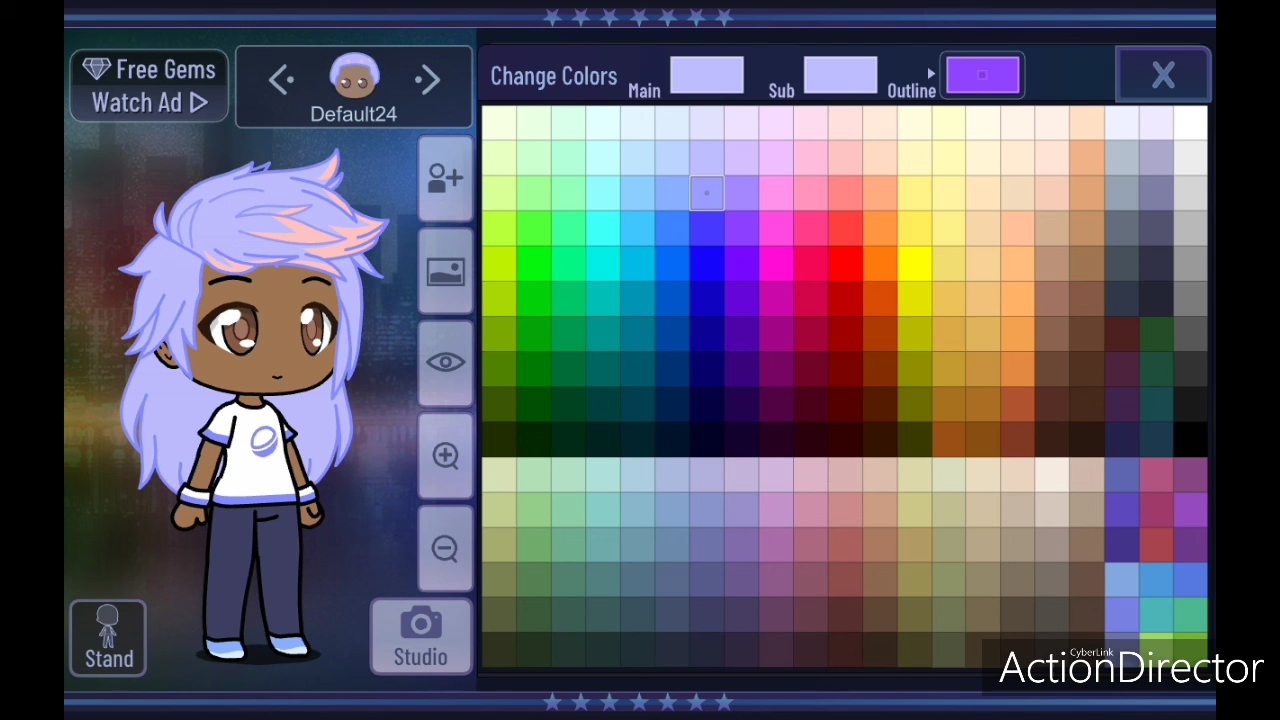 Free Gems
Watch Ad
Default24
Change Colors
Main
Sub
Outline
X
Stand
Studio
CyberLink
ActionDirector